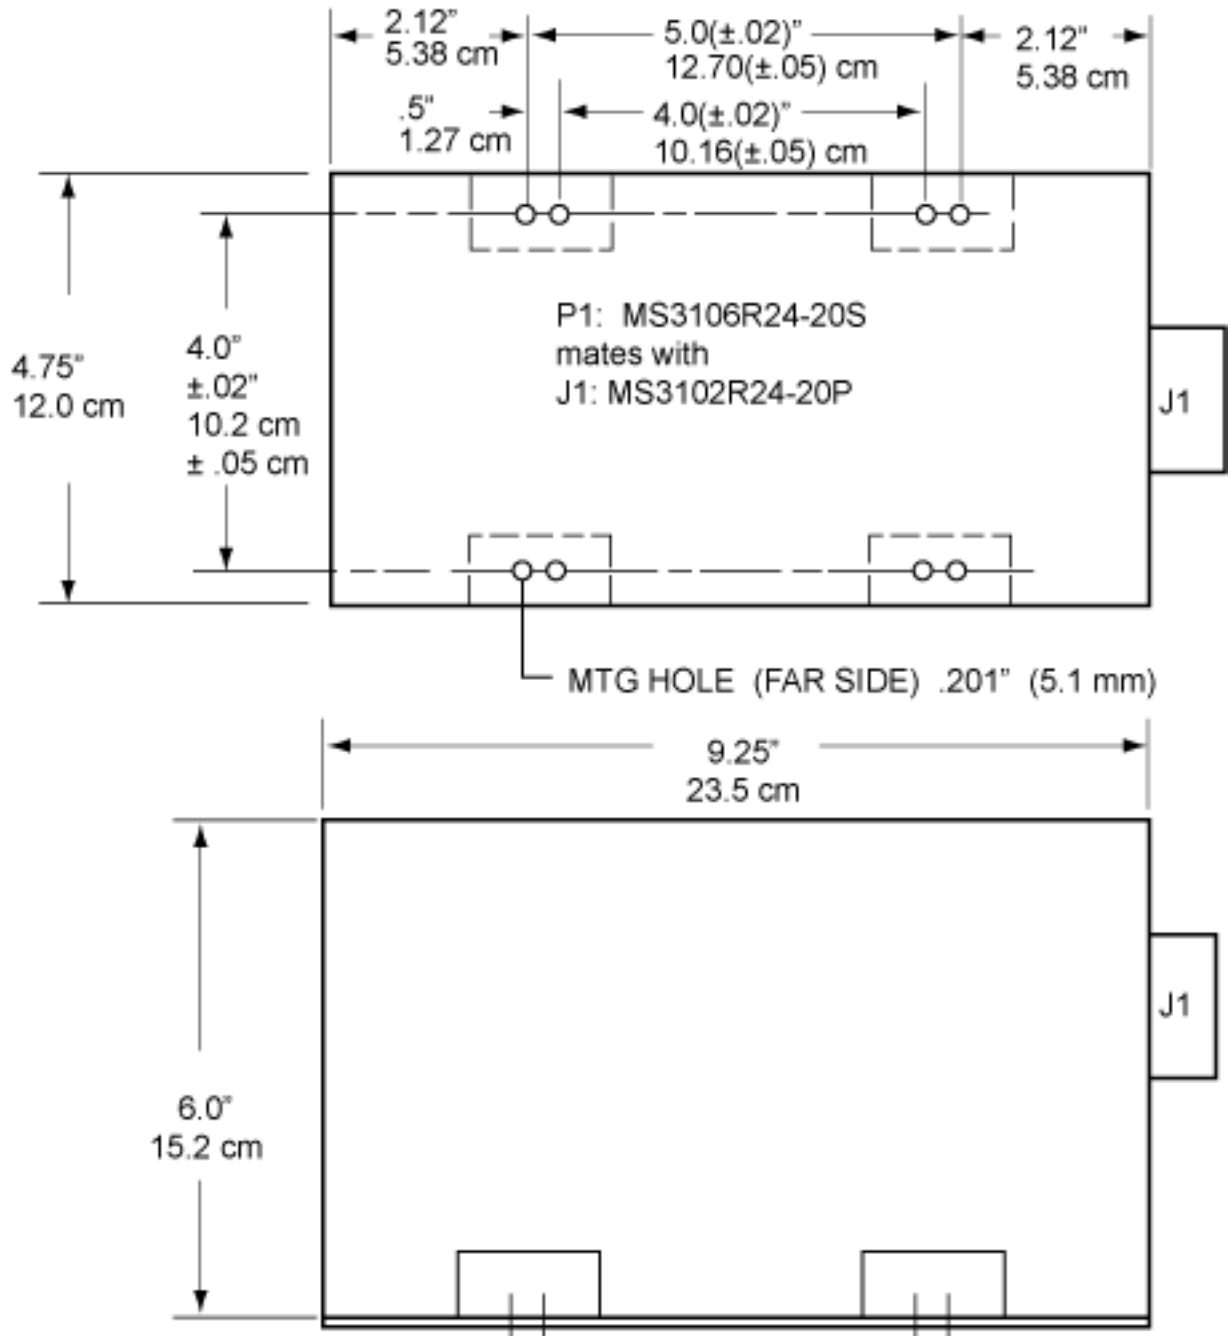 2.12”
5.38 cm
5.0(±.02)”
12.70(±.05) cm
2.12"
5.38 cm
.5"
1.27 cm
4.0(±.02)”
10.16(±.05) cm
4.75”
12.0 cm
4.0”
±.02”
10.2 cm
± .05 cm
P1: MS3106R24-20S
mates with
J1: MS3102R24-20P
J1
MTG HOLE (FAR SIDE) .201” (5.1 mm)
9.25”
23.5 cm
J1
6.0”
15.2 cm